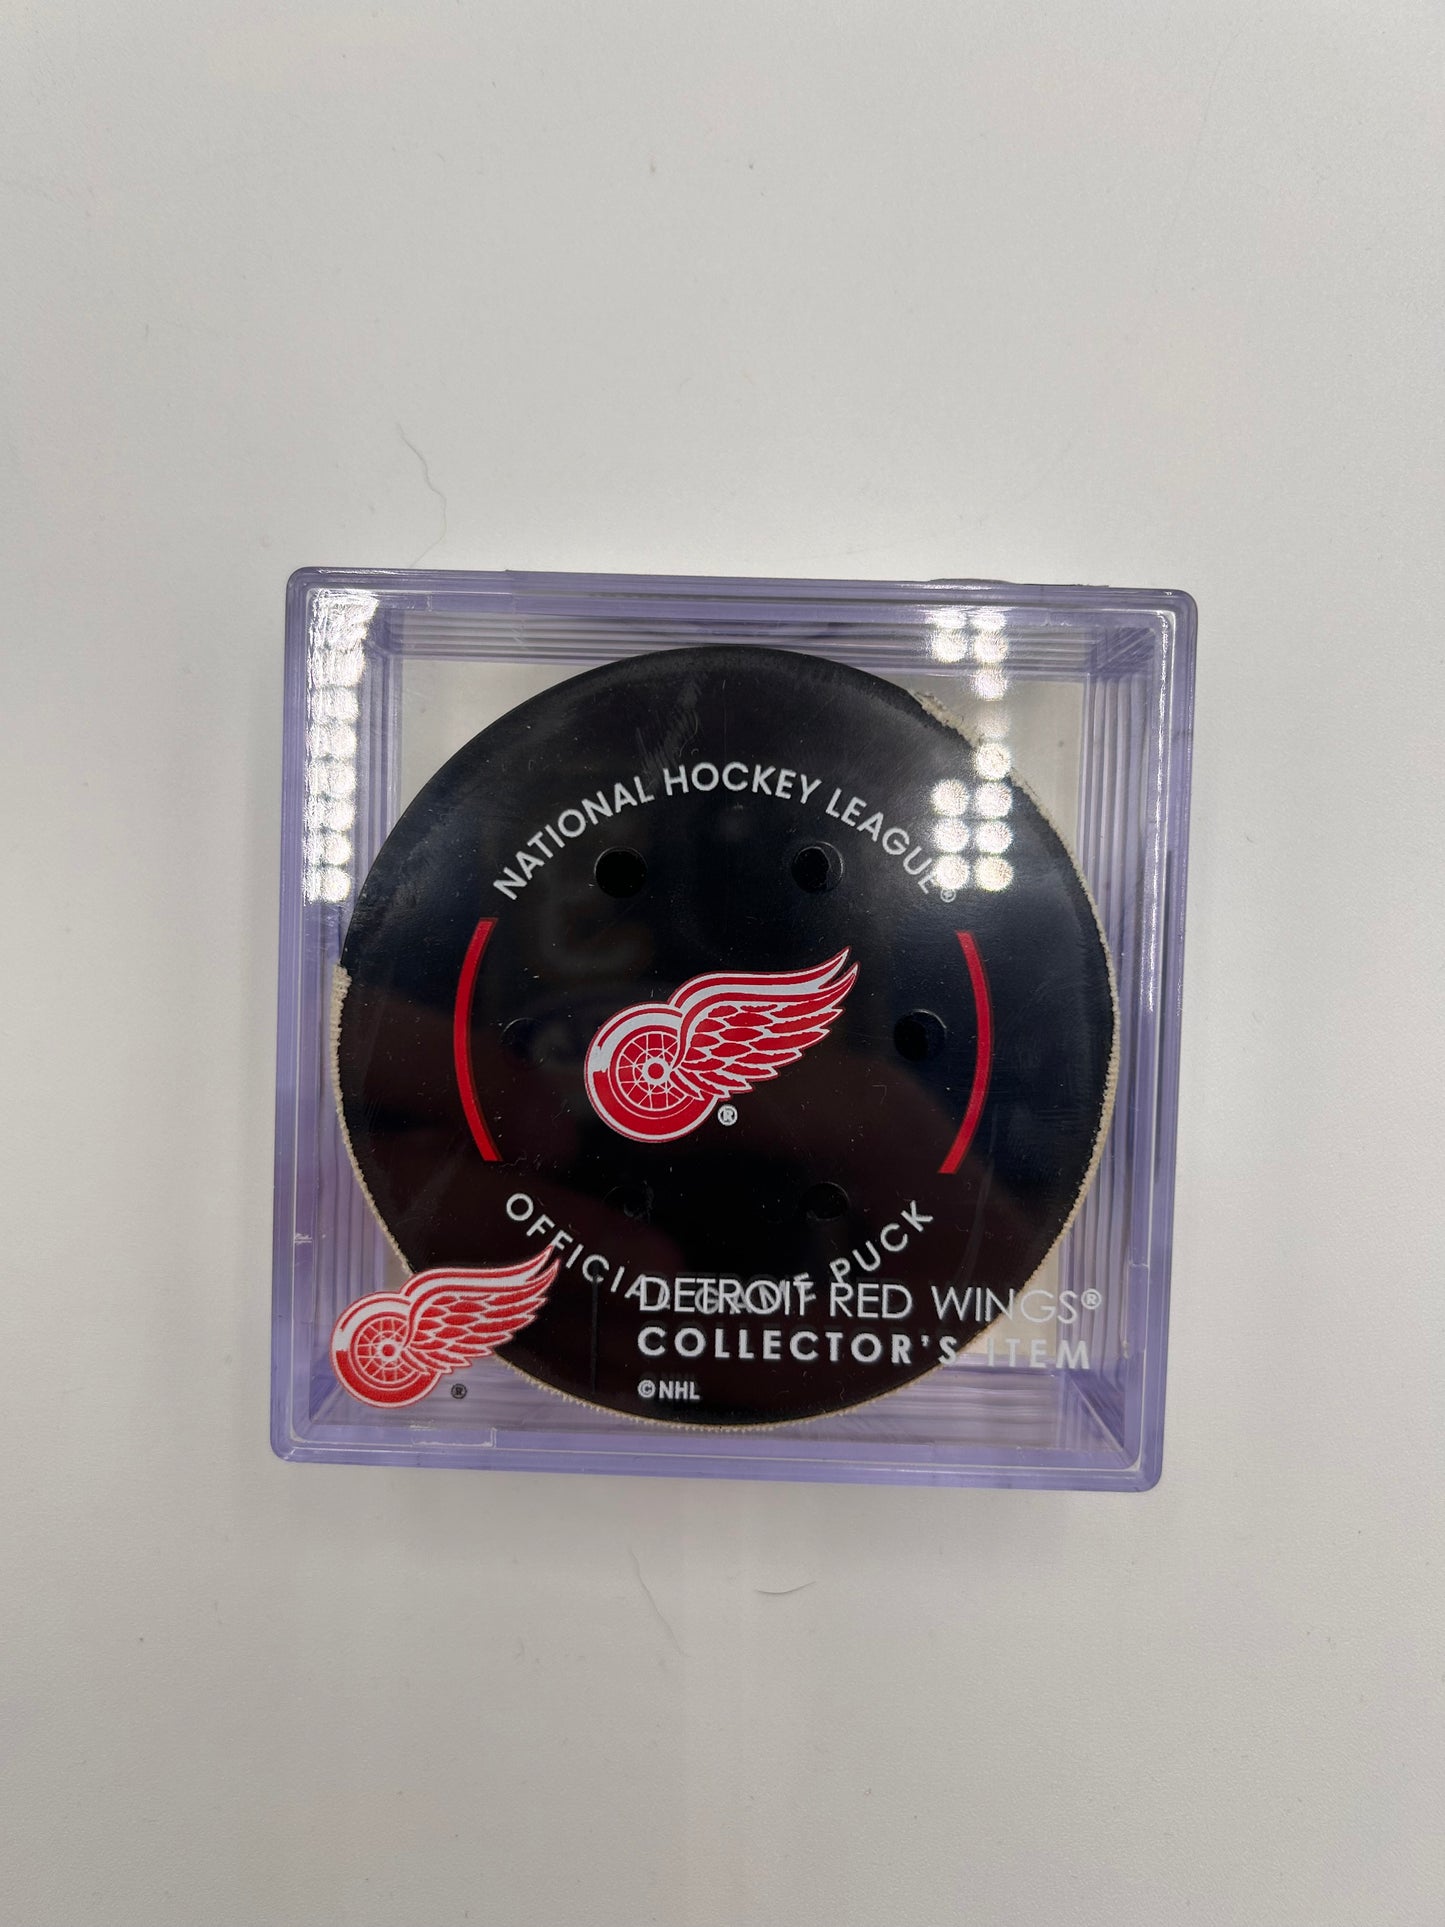 NATIONAL HOCKEY LEAGUE®
®
OFFICIAL GAME PUCK
DETROIT RED WINGS®
COLLECTOR'S ITEM
®
©NHL